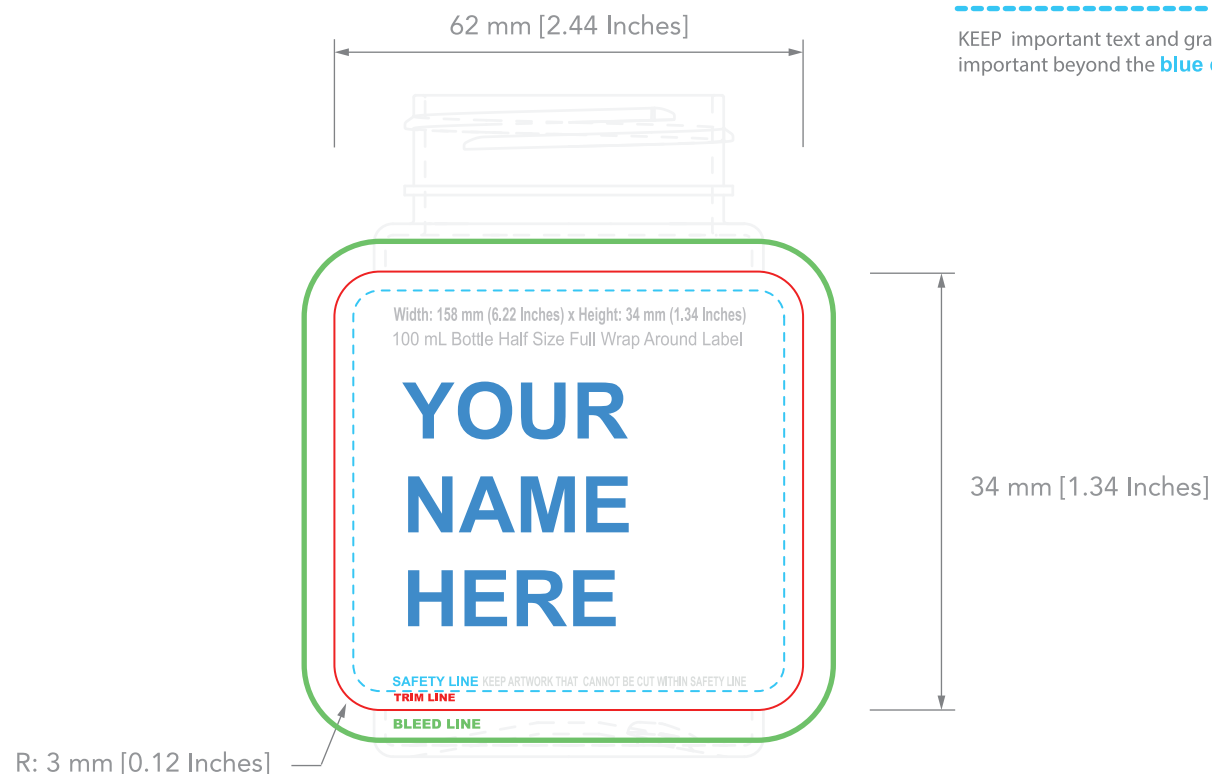 62 mm [2.44 Inches]
KEEP important text and gra
important beyond the blue
Width: 158 mm (6.22 Inches) x Height: 34 mm (1.34 Inches)
100 mL Bottle Half Size Full Wrap Around Label
YOUR
NAME
HERE
34 mm [1.34 Inches]
SAFETY LINE KEEP ARTWORK THAT CANNOT BE CUT WITHIN SAFETY LINE
TRIM LINE
BLEED LINE
R: 3 mm [0.12 Inches]